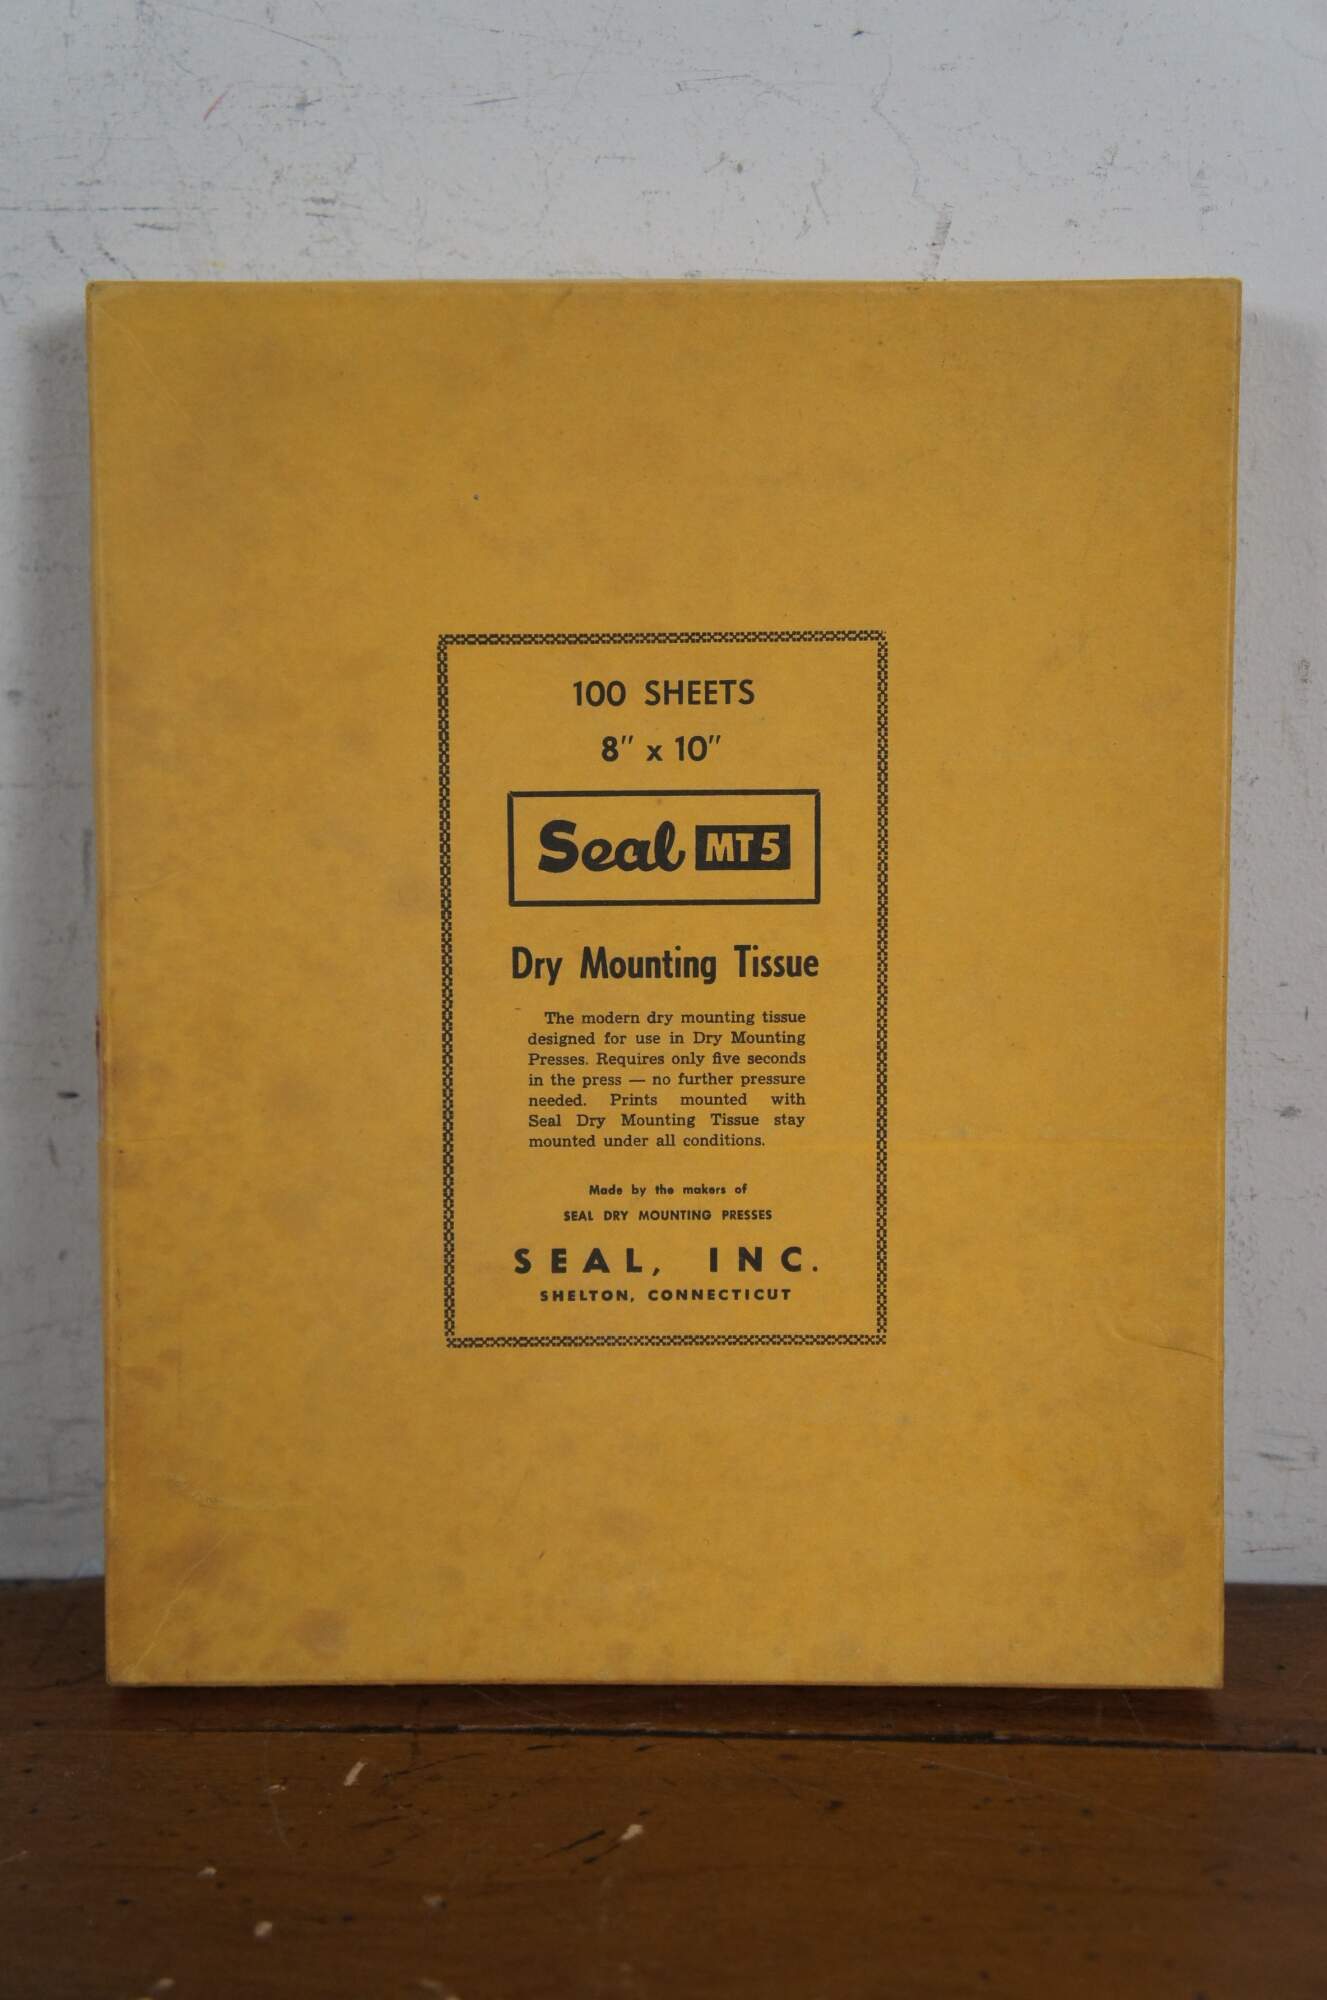 100 SHEETS
8" x 10"
Seal MT5
Dry Mounting Tissue
The modern dry mounting tissue
designed for use in Dry Mounting
Presses. Requires only five seconds
in the press — no further pressure
needed. Prints mounted with
Seal Dry Mounting Tissue stay
mounted under all conditions.
Made by the makers of
SEAL DRY MOUNTING PRESSES
SEAL, INC.
SHELTON, CONNECTICUT